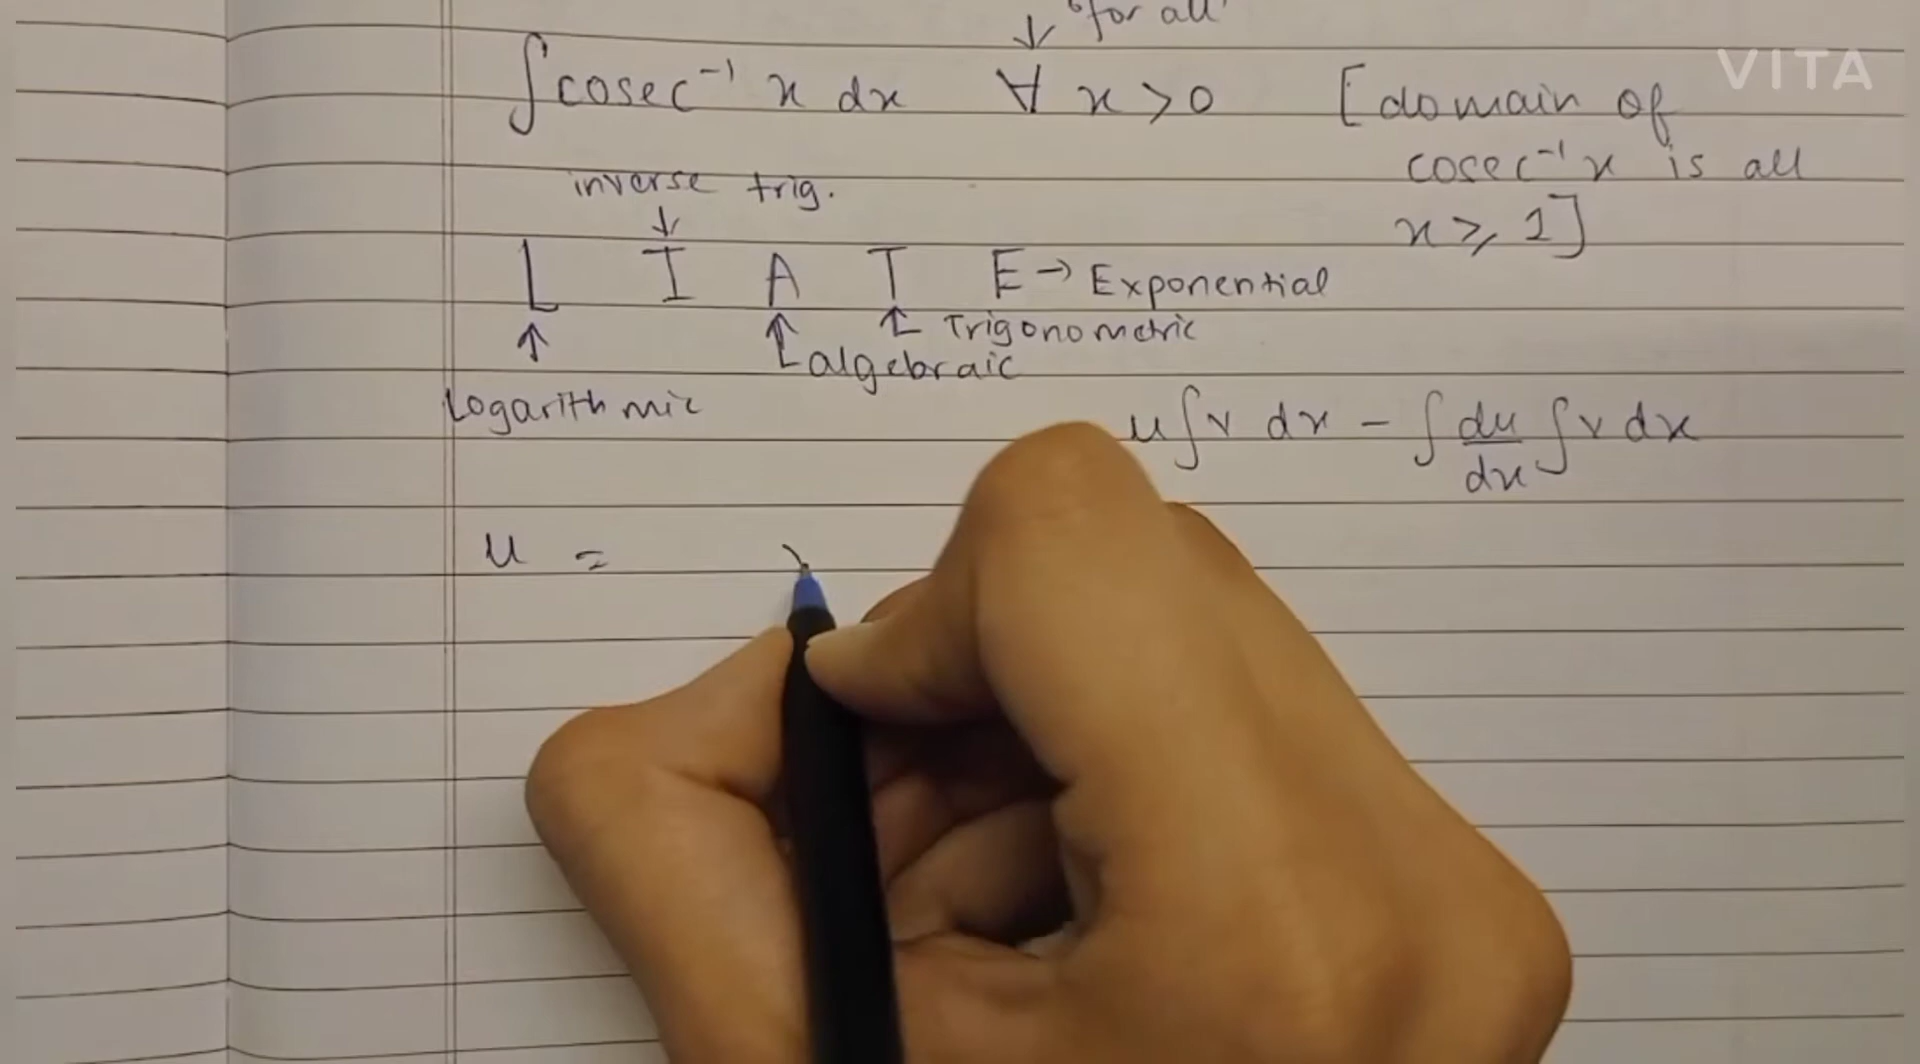 "for all"
↓
∫cosec⁻¹ x dx ∀ x > 0 [domain of
cosec⁻¹ x is all
x ⩾ 1]
inverse trig.
↓
L I A T E → Exponential
↑ ↑ ↑ Trigonometric
algebraic
Logarithmic
u∫v dx - ∫du/dx ∫v dx
u =
VITA